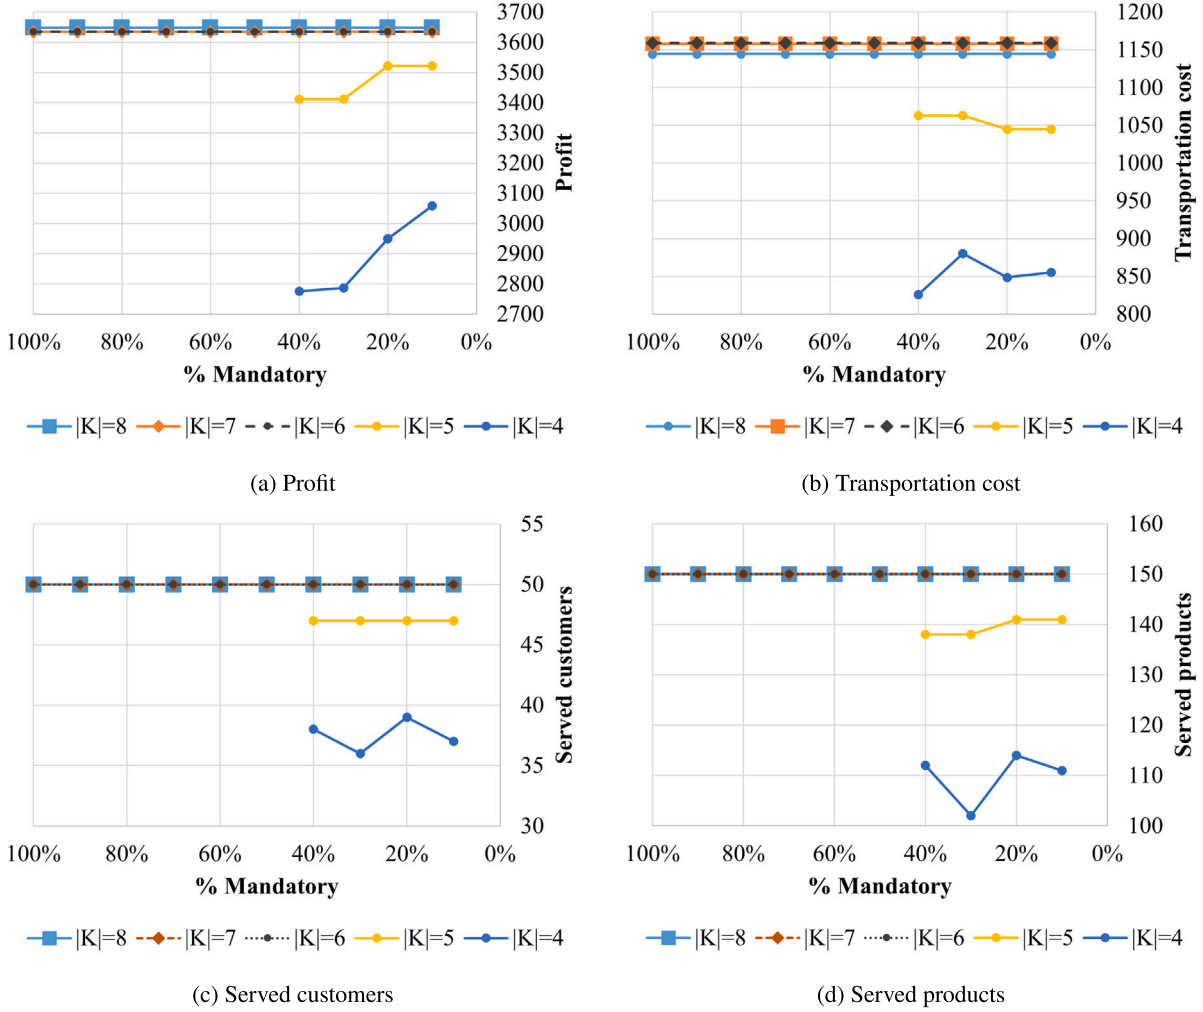 3700
3600
3500
3400
3300
3200
3100
3000
2900
2800
2700
Profit
100% 80% 60% 40% 20% 0%
% Mandatory
|K|=8 |K|=7 |K|=6 |K|=5 |K|=4
(a) Profit
1200
1150
1100
1050
1000
950
900
850
800
Transportation cost
100% 80% 60% 40% 20% 0%
% Mandatory
|K|=8 |K|=7 |K|=6 |K|=5 |K|=4
(b) Transportation cost
55
50
45
40
35
30
Served customers
100% 80% 60% 40% 20% 0%
% Mandatory
|K|=8 |K|=7 |K|=6 |K|=5 |K|=4
(c) Served customers
160
150
140
130
120
110
100
Served products
100% 80% 60% 40% 20% 0%
% Mandatory
|K|=8 |K|=7 |K|=6 |K|=5 |K|=4
(d) Served products